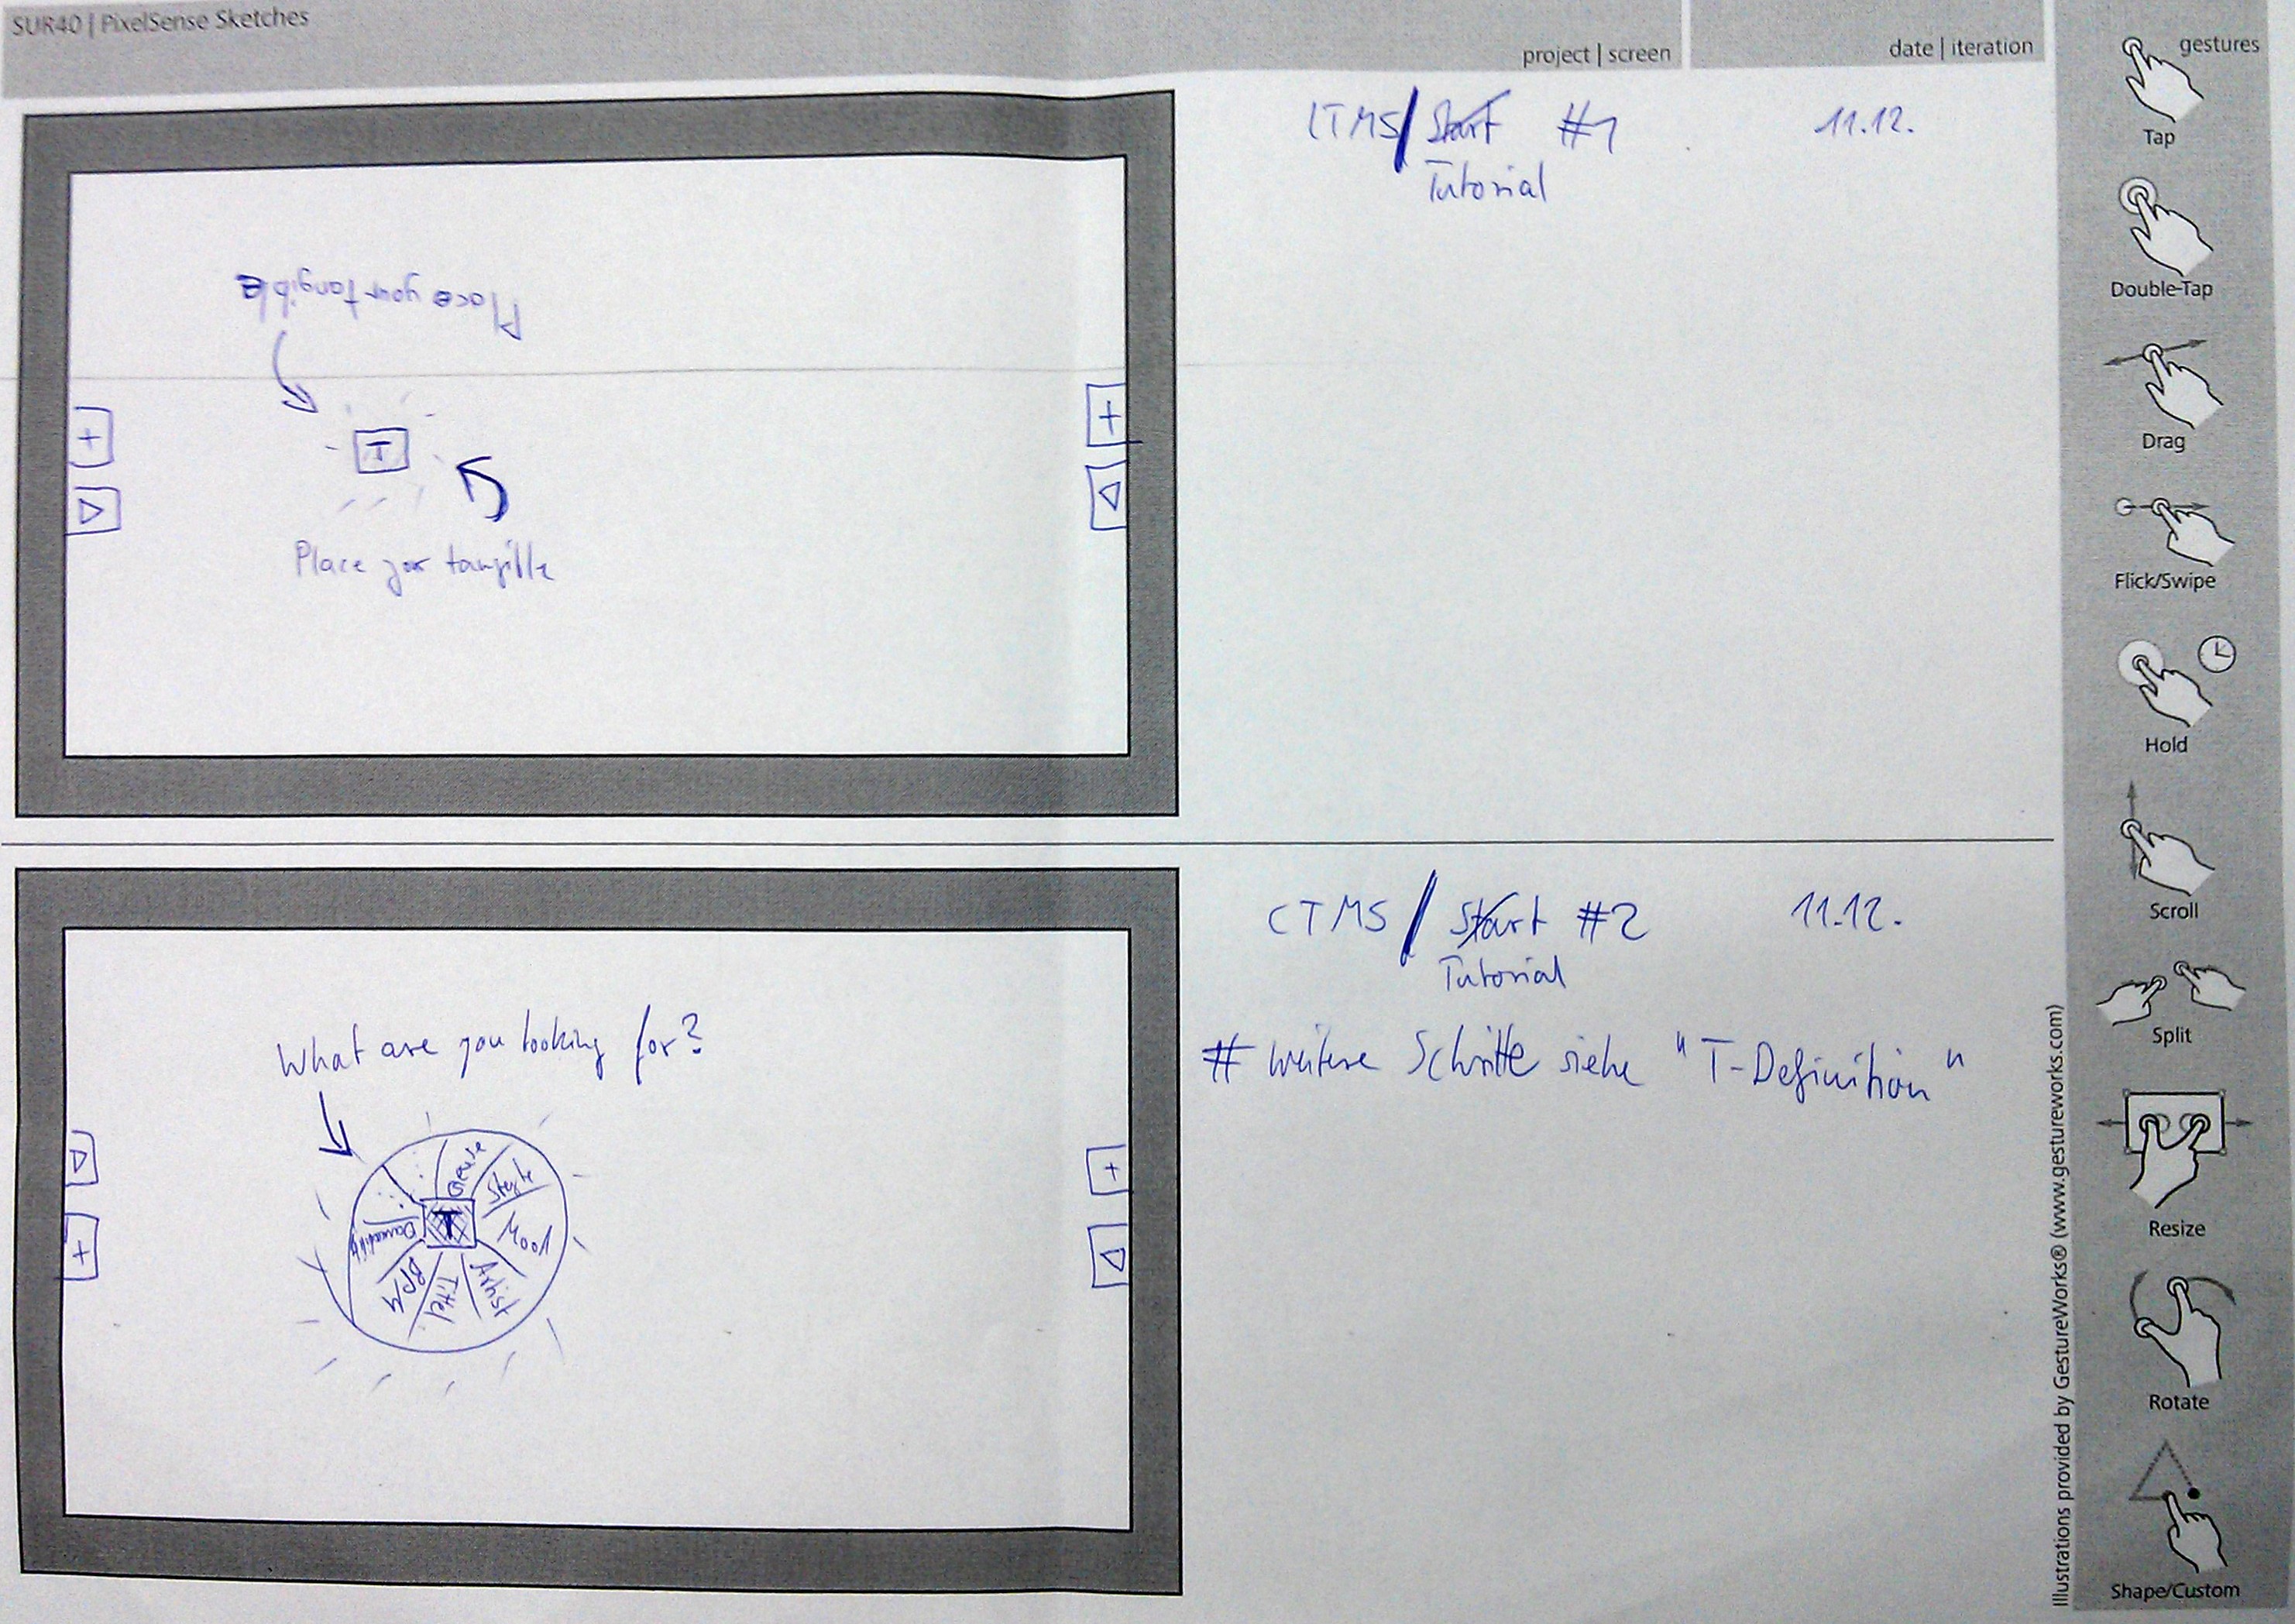 SUR40 | PixelSense Sketches
project | screen
date | iteration
gestures
CTMS / Start #1
11.12.
Tutorial
Place your tangible
+
+
T
Place your tangible
Tap
Double-Tap
Drag
Flick/Swipe
Hold
Scroll
Split
Resize
Rotate
Shape/Custom
CTMS / Start #2
11.12.
Tutorial
# weitere Schritte siehe "T-Definition"
What are you looking for?
Genre
Style
Mood
Artist
Titel
BPM
T
+
+
Illustrations provided by GestureWorks® (www.gestureworks.com)